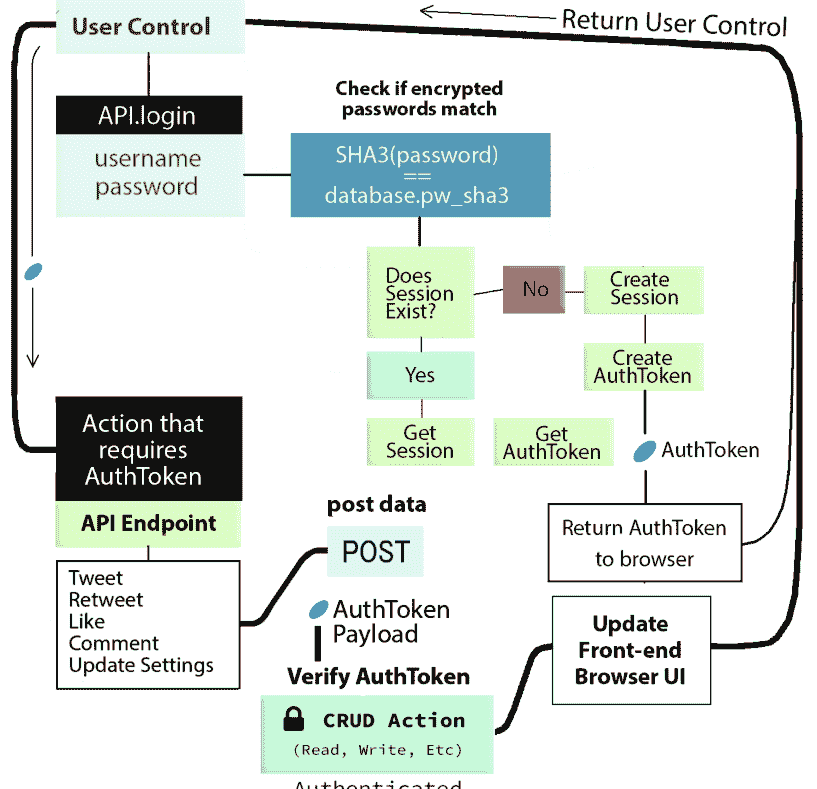 User Control
Return User Control
API.login
username
password
Check if encrypted
passwords match
SHA3(password)
==
database.pw_sha3
Does
Session
Exist?
No
Create
Session
Yes
Create
AuthToken
Get
Session
Get
AuthToken
AuthToken
Action that
requires
AuthToken
API Endpoint
Tweet
Retweet
Like
Comment
Update Settings
post data
POST
AuthToken
Payload
Return AuthToken
to browser
Verify AuthToken
CRUD Action
(Read, Write, Etc)
Authenticated
Update
Front-end
Browser UI